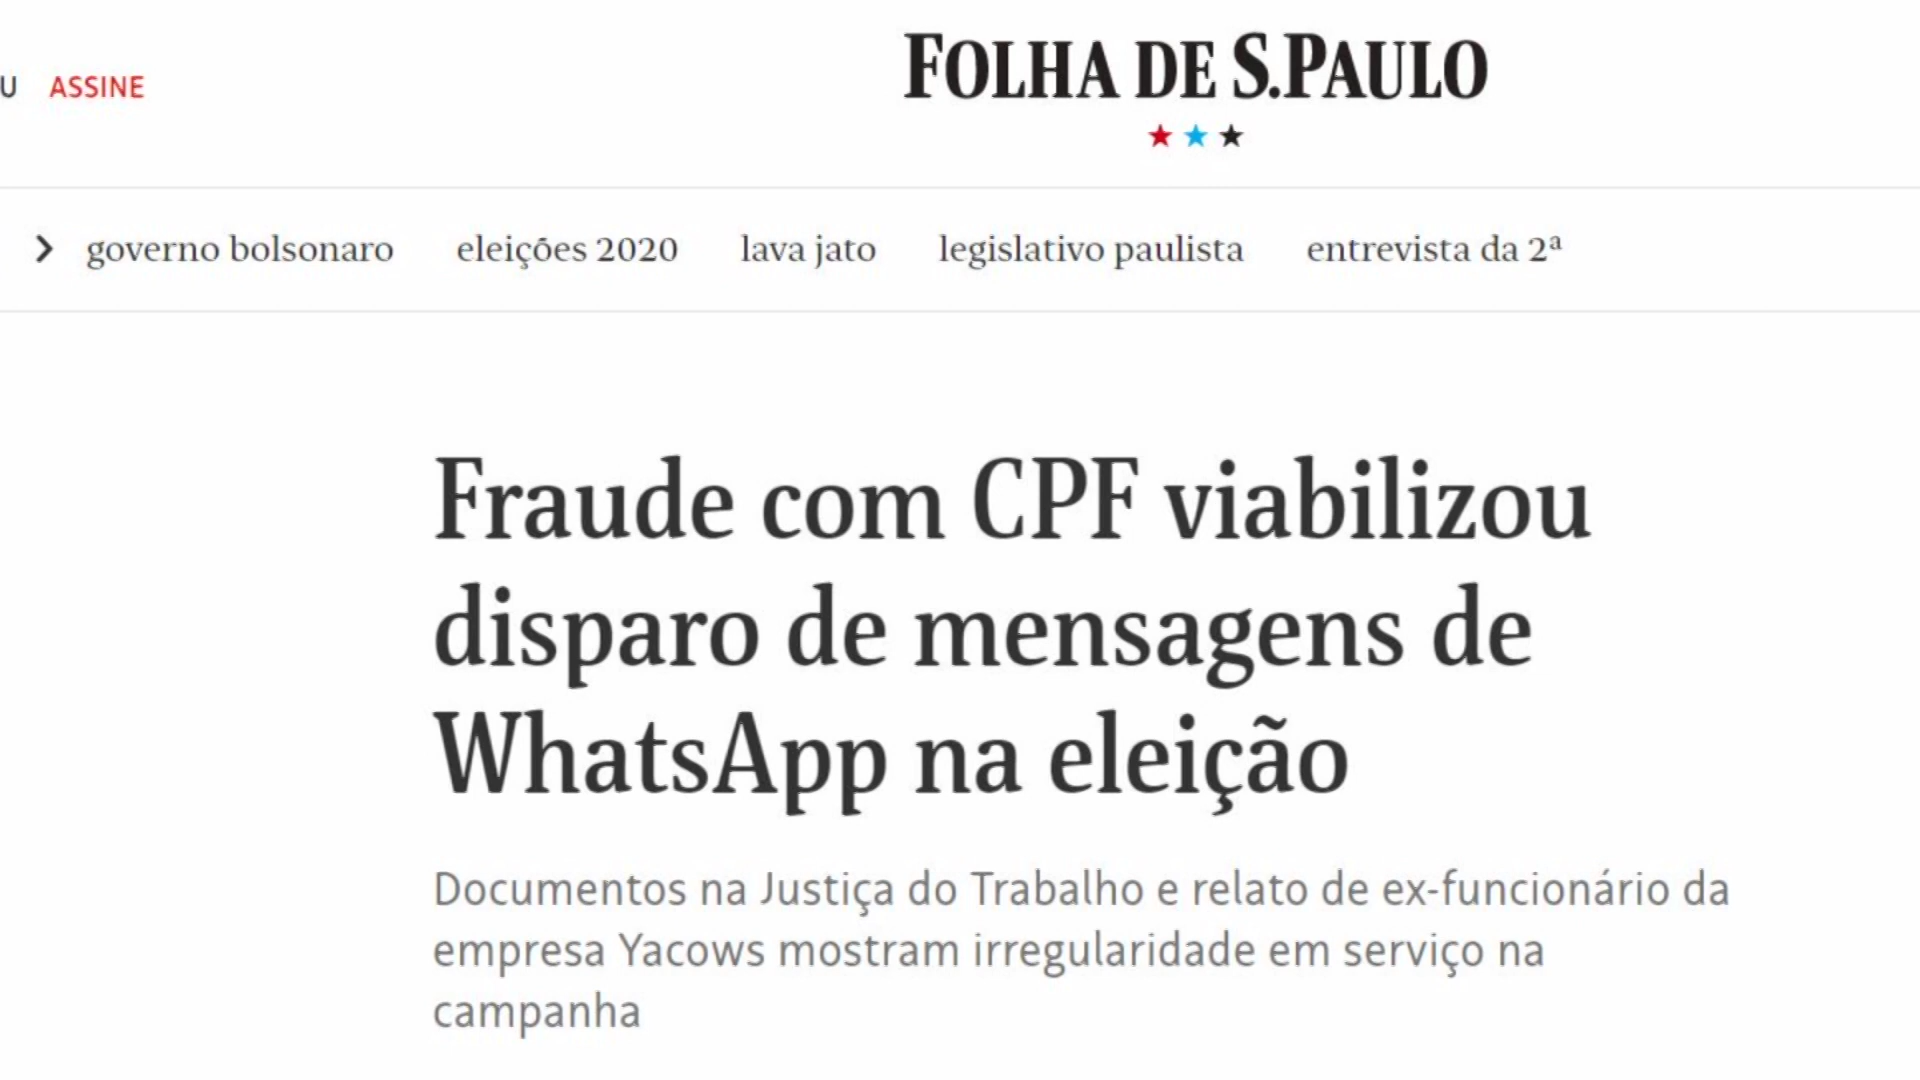 U ASSINE
FOLHA DE S.PAULO
governo bolsonaro eleições 2020 lava jato legislativo paulista entrevista da 2ª
Fraude com CPF viabilizou
disparo de mensagens de
WhatsApp na eleição
Documentos na Justiça do Trabalho e relato de ex-funcionário da
empresa Yacows mostram irregularidade em serviço na
campanha